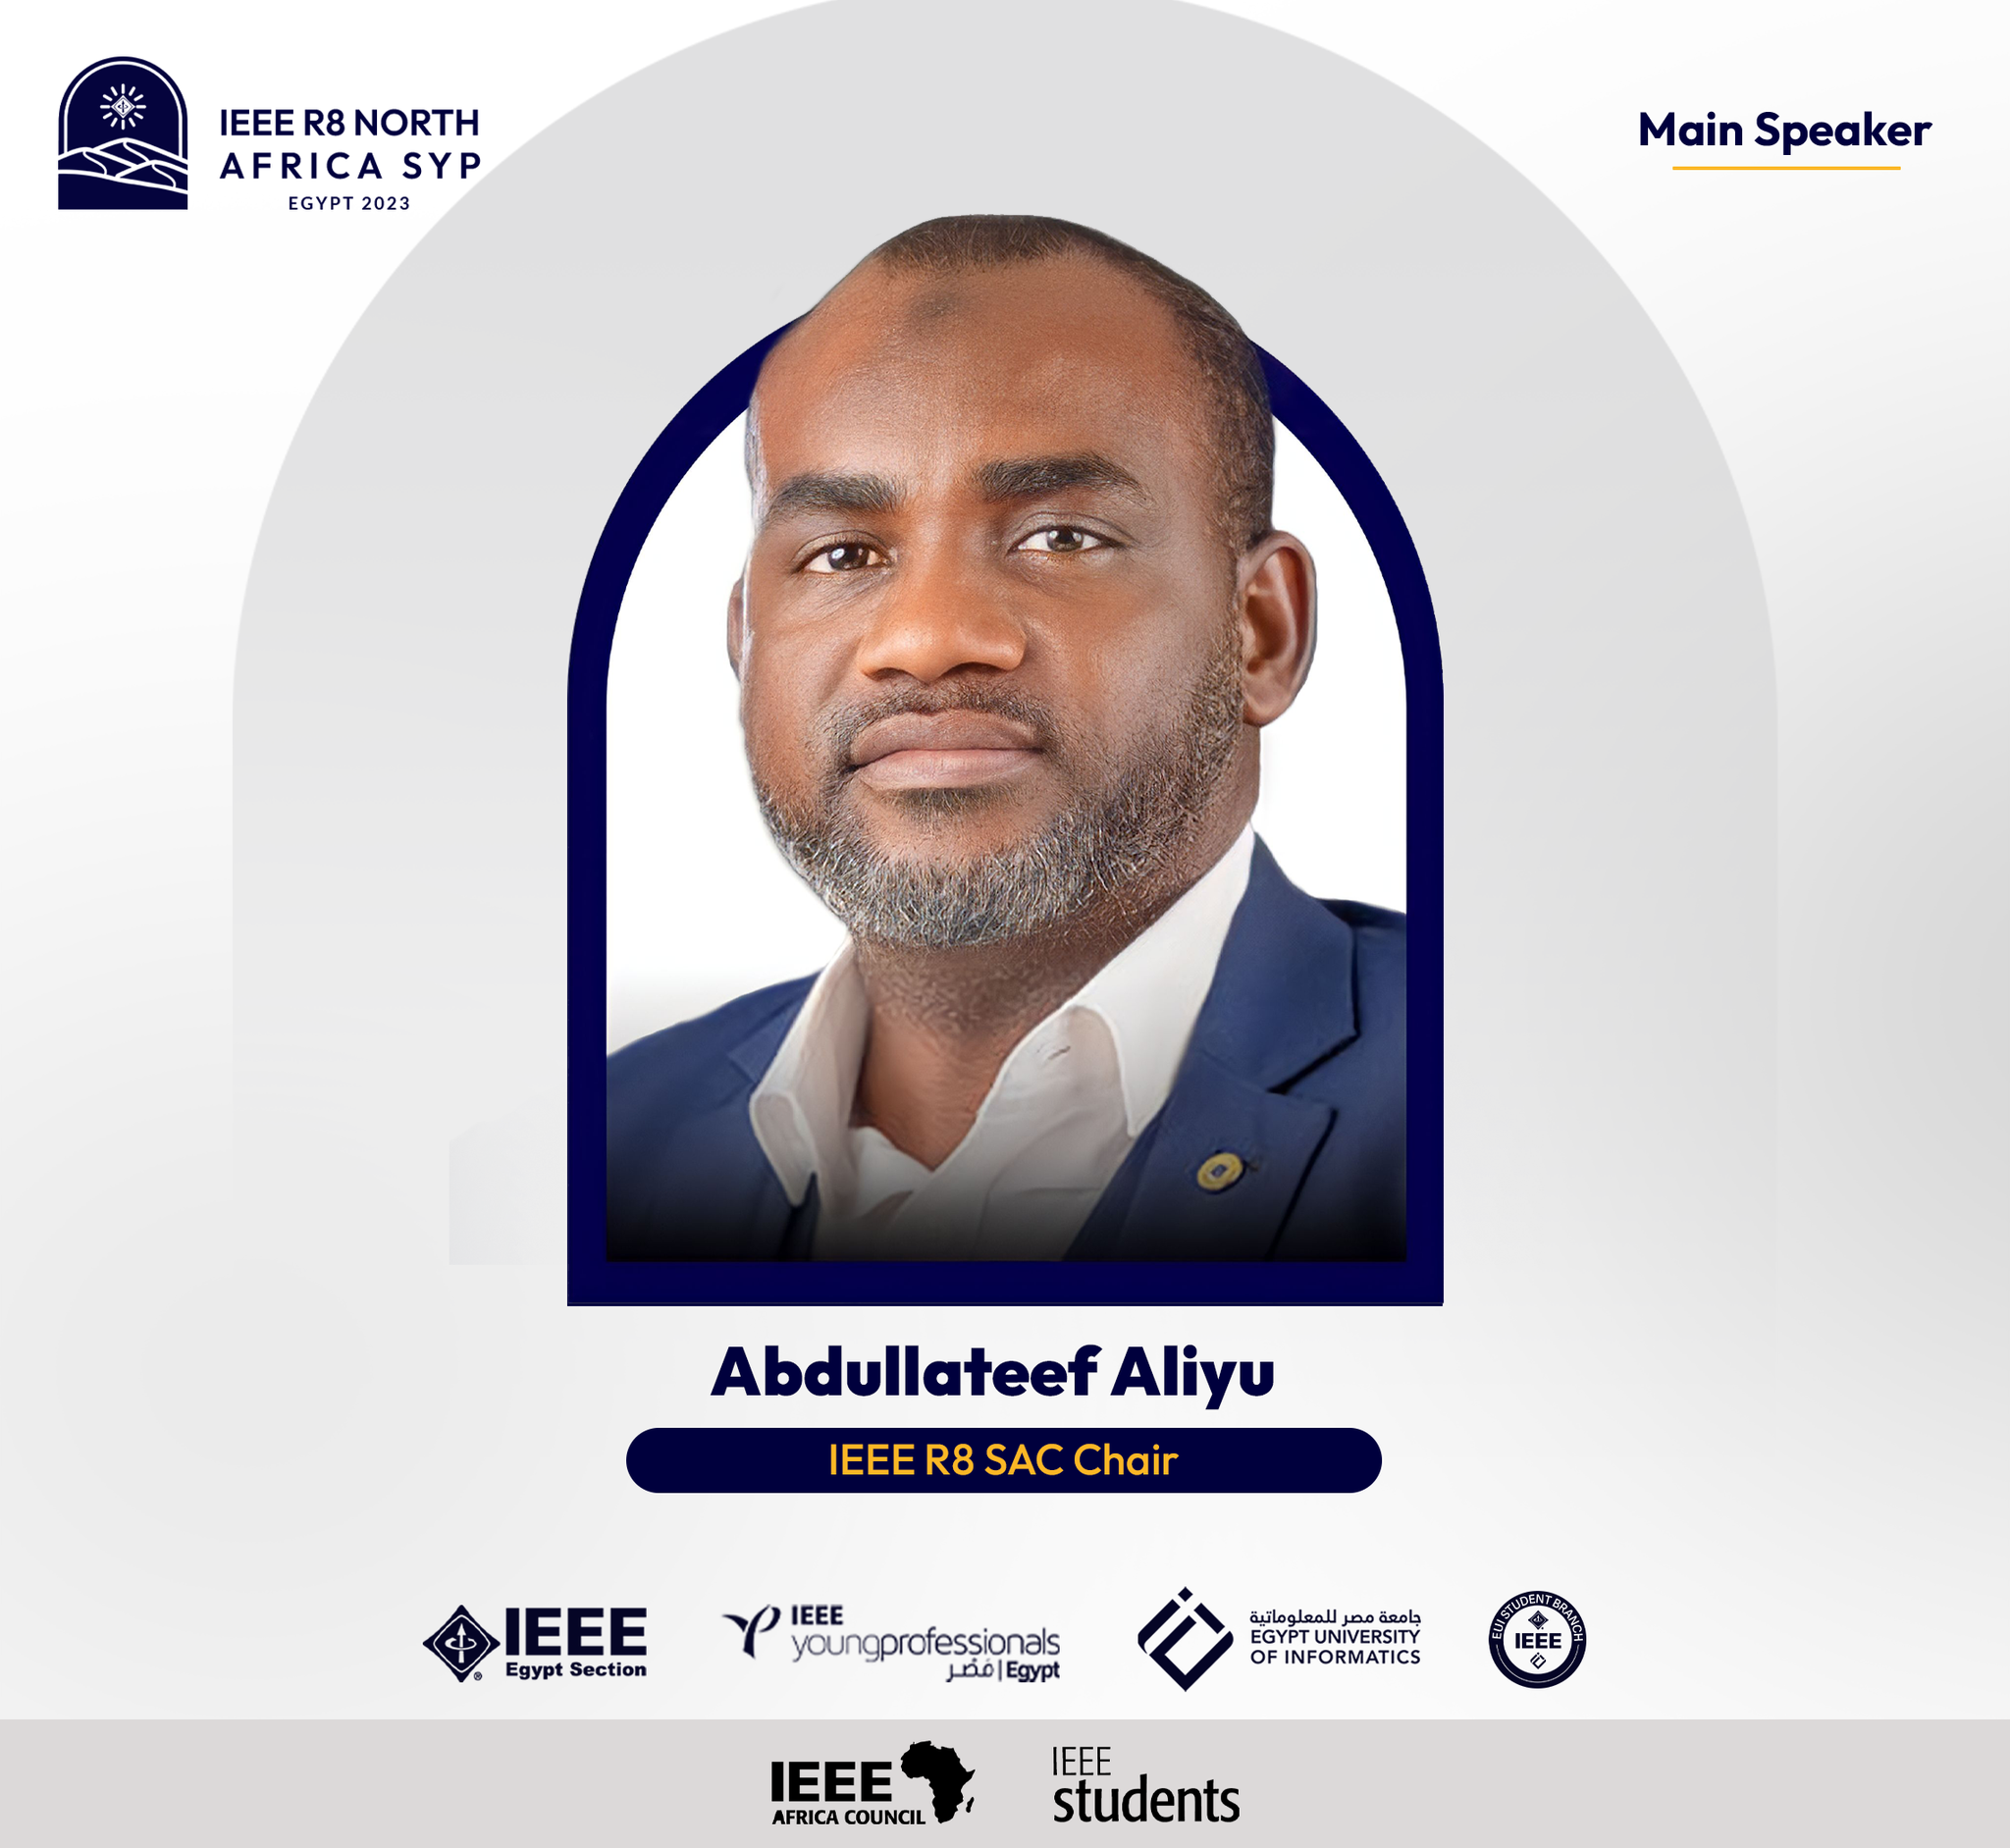 IEEE R8 NORTH
AFRICA SYP
EGYPT 2023
Main Speaker
Abdullateef Aliyu
IEEE R8 SAC Chair
IEEE
Egypt Section
IEEE
youngprofessionals
مَصْر | Egypt
جامعة مصر للمعلوماتية
EGYPT UNIVERSITY
OF INFORMATICS
EUI STUDENT BRANCH
IEEE
IEEE
AFRICA COUNCIL
IEEE
students